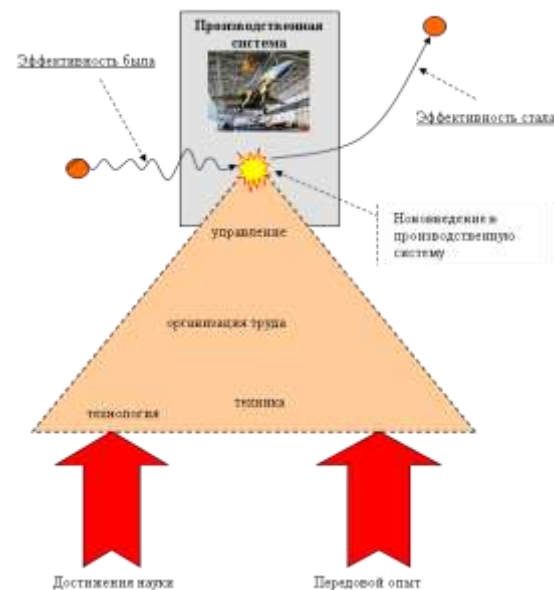 Производственная
система
Эффективность была
Эффективность стала
Нововведение в
производственную
систему
управление
организация труда
техника
технология
Достижения науки
Передовой опыт